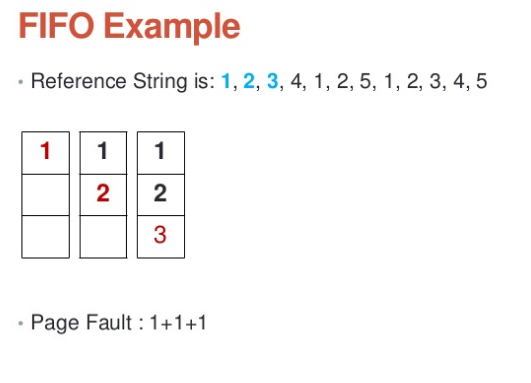 FIFO Example
• Reference String is: 1, 2, 3, 4, 1, 2, 5, 1, 2, 3, 4, 5
1 1 1
2 2
3
• Page Fault : 1+1+1